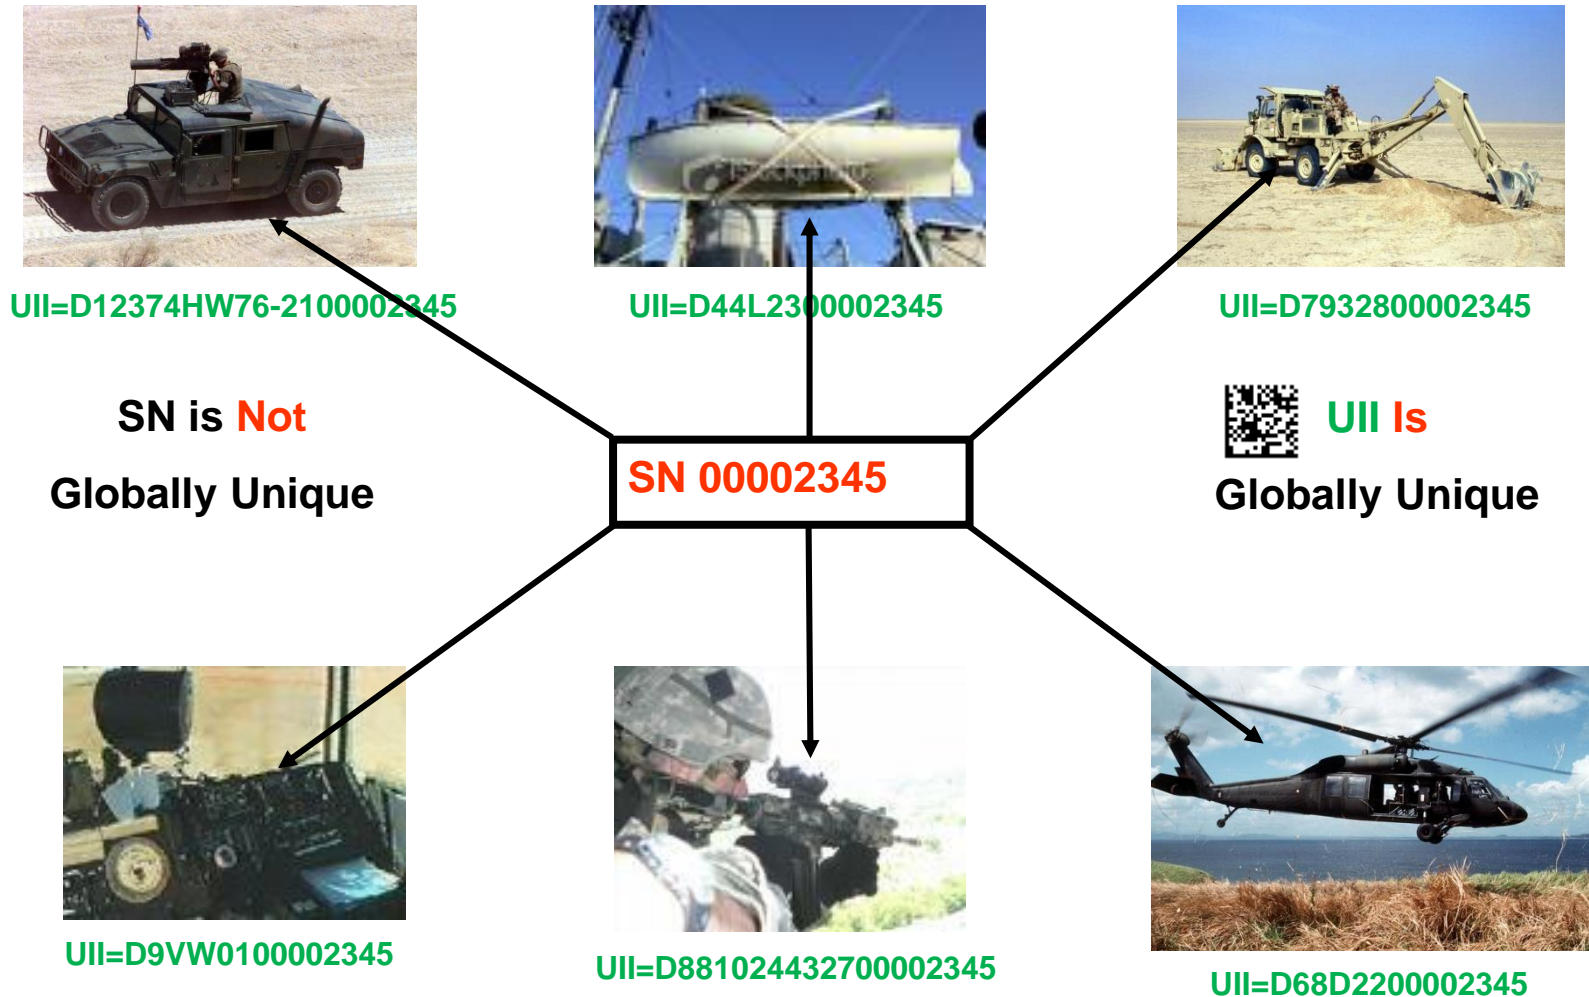 UII=D12374HW76-2100002345
UII=D44L2300002345
UII=D7932800002345
SN is Not
Globally Unique
SN 00002345
UII Is
Globally Unique
UII=D9VW0100002345
UII=D881024432700002345
UII=D68D2200002345
iStockphoto